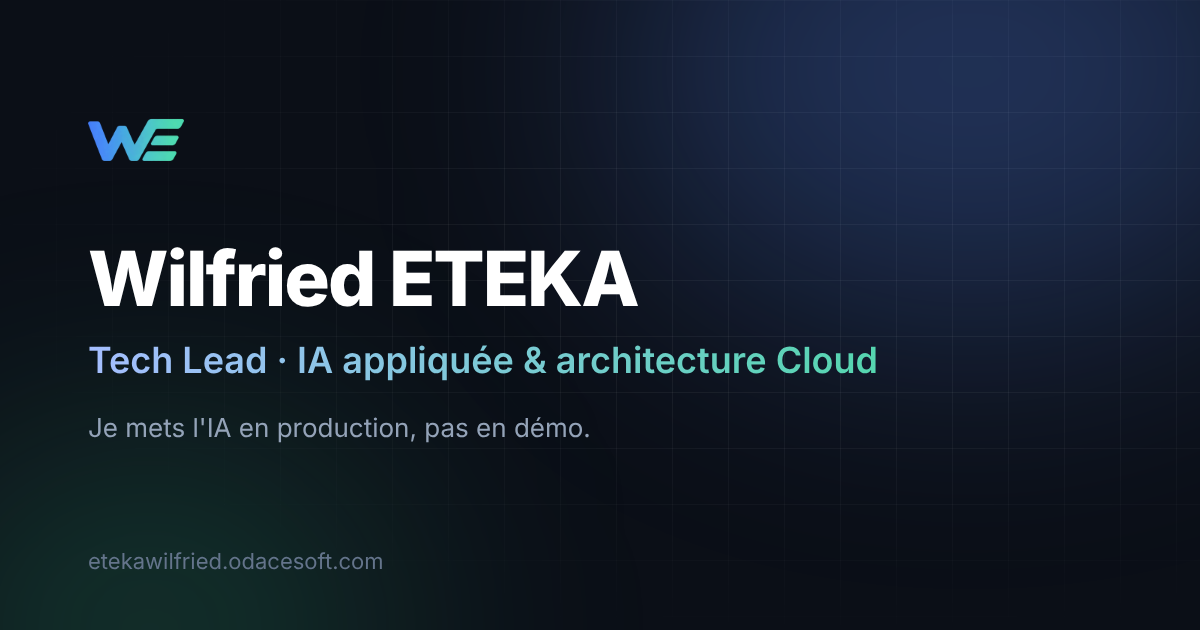 WE
Wilfried ETEKA
Tech Lead · IA appliquée & architecture Cloud
Je mets l'IA en production, pas en démo.
etekawilfried.odacesoft.com